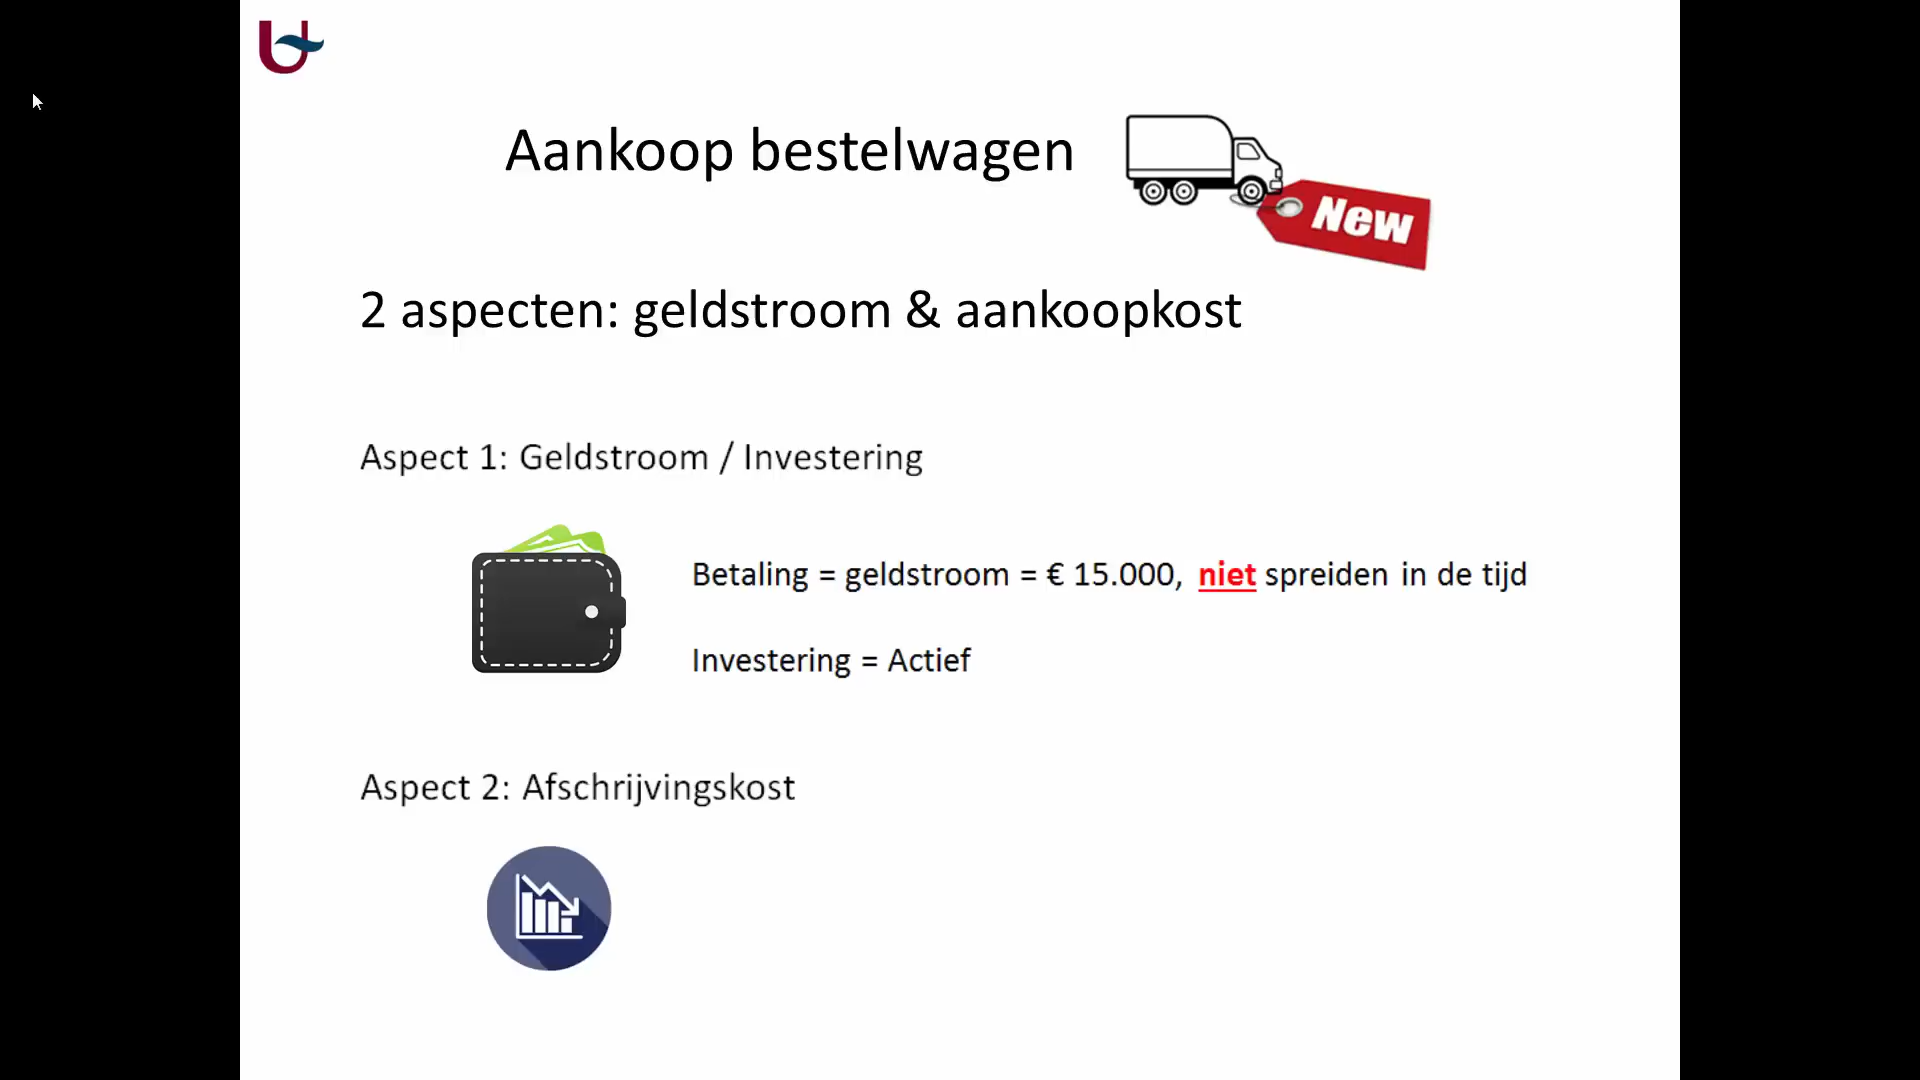 Aankoop bestelwagen
New
2 aspecten: geldstroom & aankoopkost
Aspect 1: Geldstroom / Investering
Betaling = geldstroom = € 15.000, niet spreiden in de tijd
Investering = Actief
Aspect 2: Afschrijvingskost